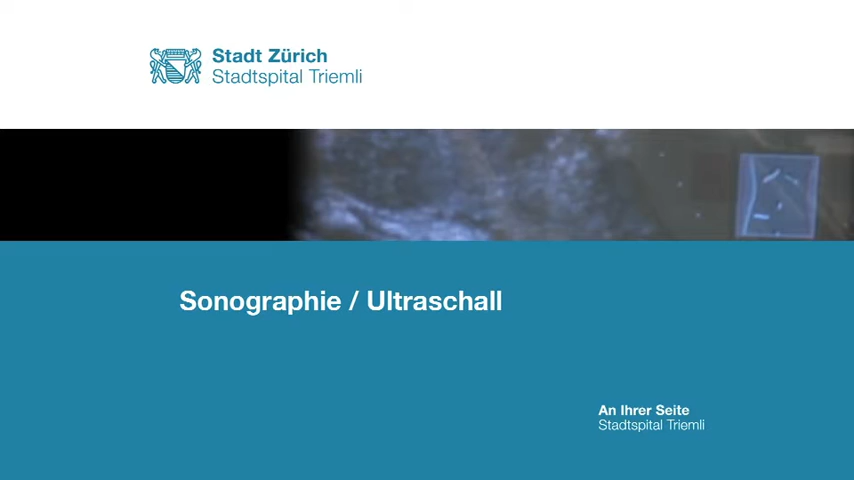 Stadt Zürich
Stadtspital Triemli
Sonographie / Ultraschall
An Ihrer Seite
Stadtspital Triemli